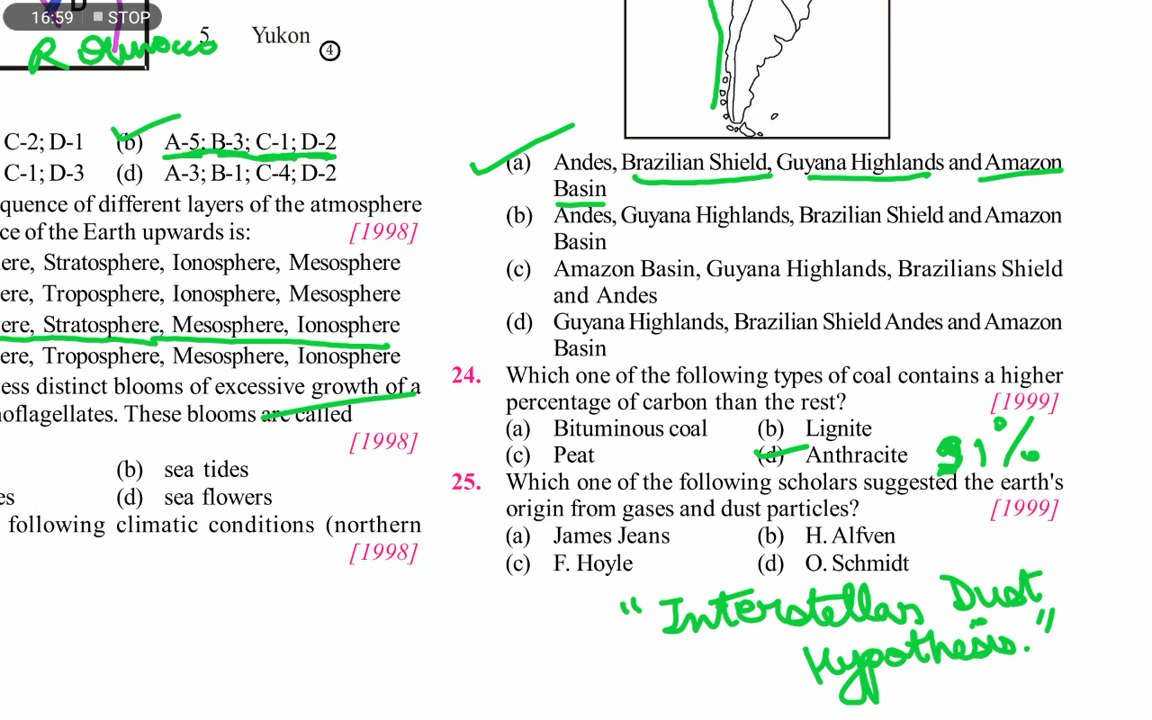 16:59 STOP
D
R Orinoco
5. Yukon
4
C-2; D-1 (b) A-5; B-3; C-1; D-2
C-1; D-3 (d) A-3; B-1; C-4; D-2
quence of different layers of the atmosphere
ce of the Earth upwards is: [1998]
ere, Stratosphere, Ionosphere, Mesosphere
ere, Troposphere, Ionosphere, Mesosphere
ere, Stratosphere, Mesosphere, Ionosphere
ere, Troposphere, Mesosphere, Ionosphere
ess distinct blooms of excessive growth of a
noflagellates. These blooms are called
[1998]
(b) sea tides
es (d) sea flowers
following climatic conditions (northern
[1998]
(a) Andes, Brazilian Shield, Guyana Highlands and Amazon
Basin
(b) Andes, Guyana Highlands, Brazilian Shield and Amazon
Basin
(c) Amazon Basin, Guyana Highlands, Brazilians Shield
and Andes
(d) Guyana Highlands, Brazilian Shield Andes and Amazon
Basin
24. Which one of the following types of coal contains a higher
percentage of carbon than the rest? [1999]
(a) Bituminous coal (b) Lignite
(c) Peat (d) Anthracite
25. Which one of the following scholars suggested the earth's
origin from gases and dust particles? [1999]
(a) James Jeans (b) H. Alfven
(c) F. Hoyle (d) O. Schmidt
"Interstellar Dust
Hypothesis."